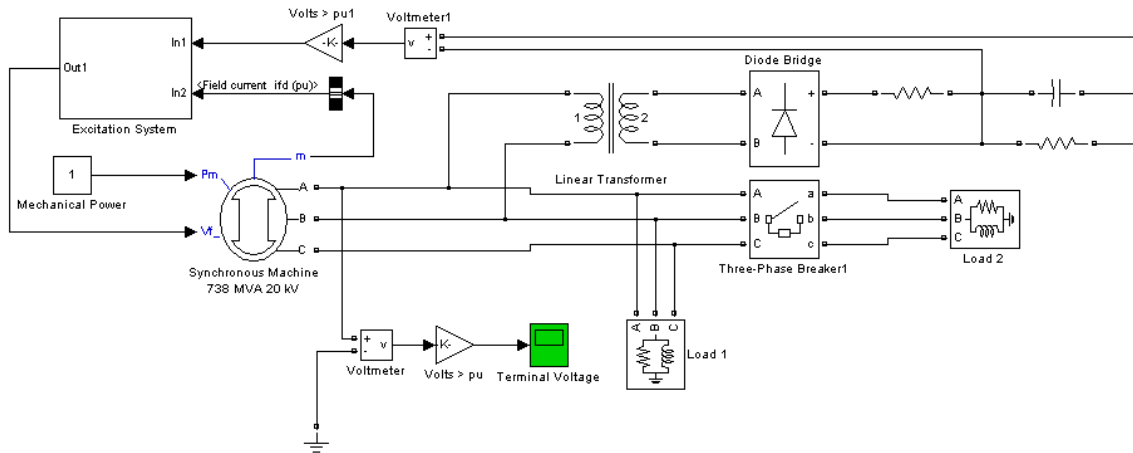 Volts > pu1
Voltmeter1
-K-
v
+
-
In1
Out1
In2
<Field current ifd (pu)>
Excitation System
Diode Bridge
A
B
+
-
1
2
Linear Transformer
m
1
Mechanical Power
Pm
Vf_
A
B
C
Synchronous Machine
738 MVA 20 kV
A
B
C
a
b
c
Three-Phase Breaker1
A
B
C
Load 2
+
-
v
Voltmeter
K-
Volts > pu
Terminal Voltage
A
B
C
Load 1